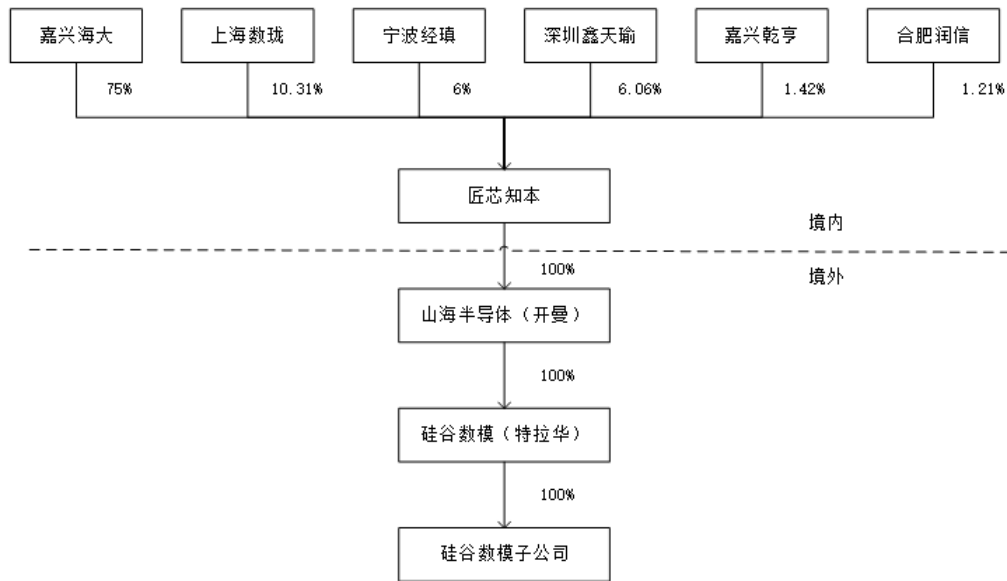 嘉兴海大
上海数珑
宁波经瑱
深圳鑫天瑜
嘉兴乾亨
合肥润信
75%
10.31%
6%
6.06%
1.42%
1.21%
匠芯知本
境内
100%
境外
山海半导体（开曼）
100%
硅谷数模（特拉华）
100%
硅谷数模子公司